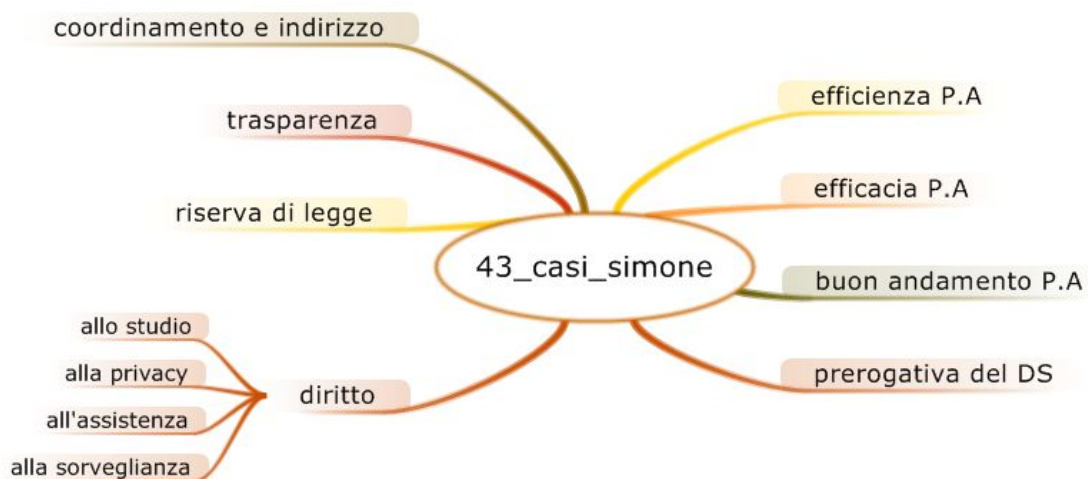 coordinamento e indirizzo
trasparenza
riserva di legge
diritto
allo studio
alla privacy
all'assistenza
alla sorveglianza
43_casi_simone
efficienza P.A
efficacia P.A
buon andamento P.A
prerogativa del DS